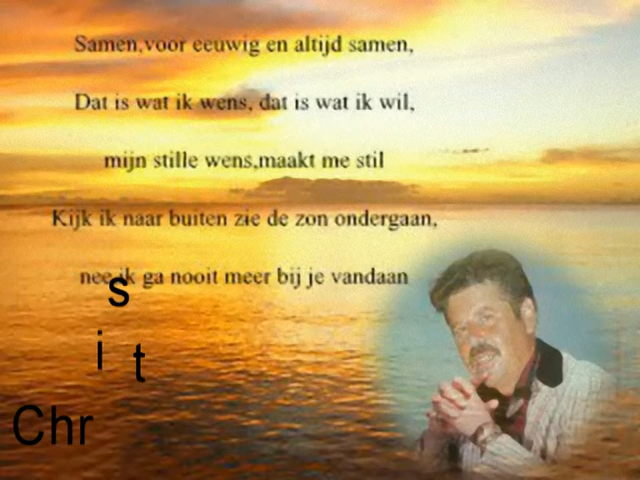 Samen,voor eeuwig en altijd samen,
Dat is wat ik wens, dat is wat ik wil,
mijn stille wens,maakt me stil
Kijk ik naar buiten zie de zon ondergaan,
nee ik ga nooit meer bij je vandaan
s
i t
Chr